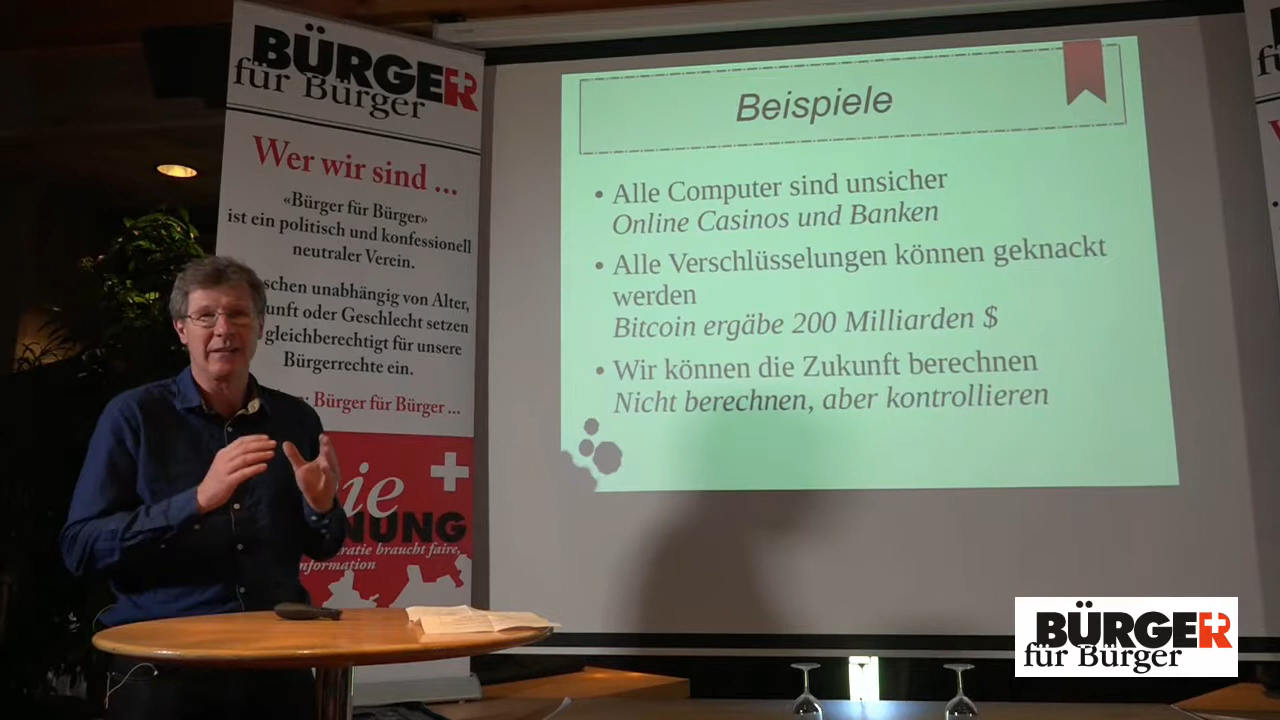 BÜRGER
für Bürger
Wer wir sind ...
«Bürger für Bürger»
ist ein politisch und konfessionell
neutraler Verein.
schen unabhängig von Alter,
unft oder Geschlecht setzen
gleichberechtigt für unsere
Bürgerrechte ein.
Bürger für Bürger ...
ie
NUNG
ratie braucht faire,
nformation
Beispiele
• Alle Computer sind unsicher
Online Casinos und Banken
• Alle Verschlüsselungen können geknackt
werden
Bitcoin ergäbe 200 Milliarden $
• Wir können die Zukunft berechnen
Nicht berechnen, aber kontrollieren
BÜRGER
für Bürger